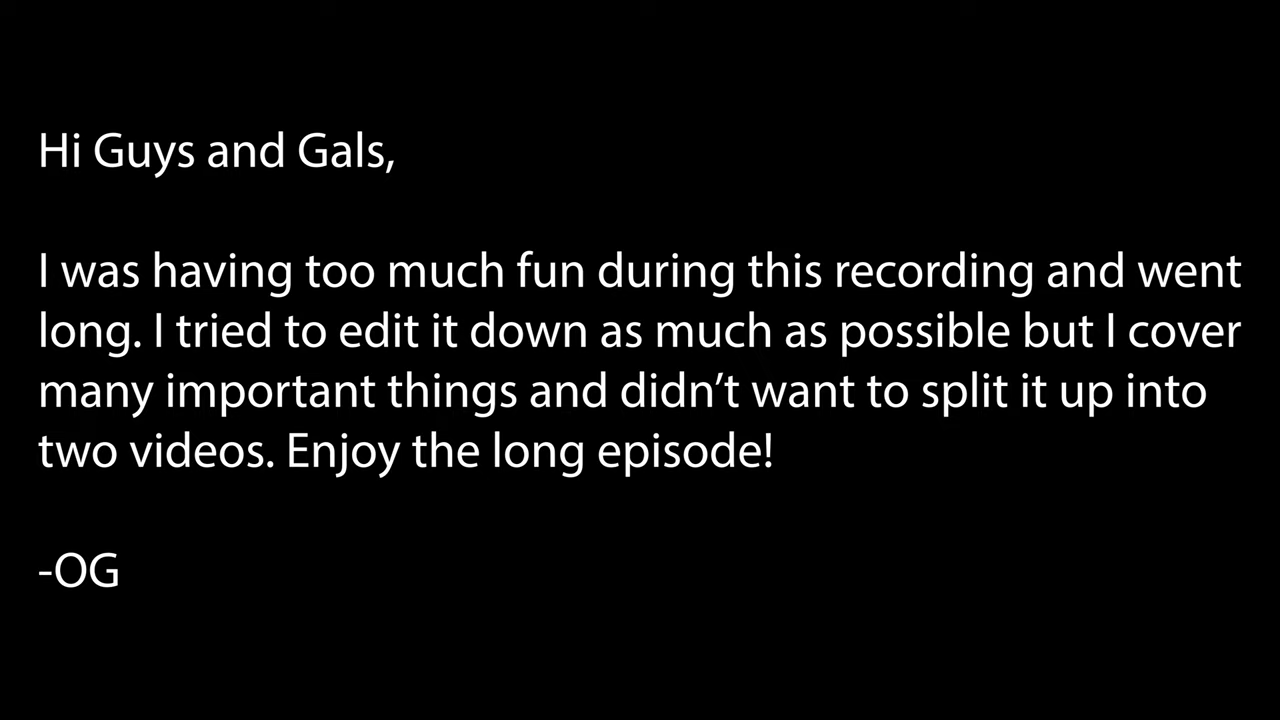 Hi Guys and Gals,
I was having too much fun during this recording and went
long. I tried to edit it down as much as possible but I cover
many important things and didn’t want to split it up into
two videos. Enjoy the long episode!
-OG